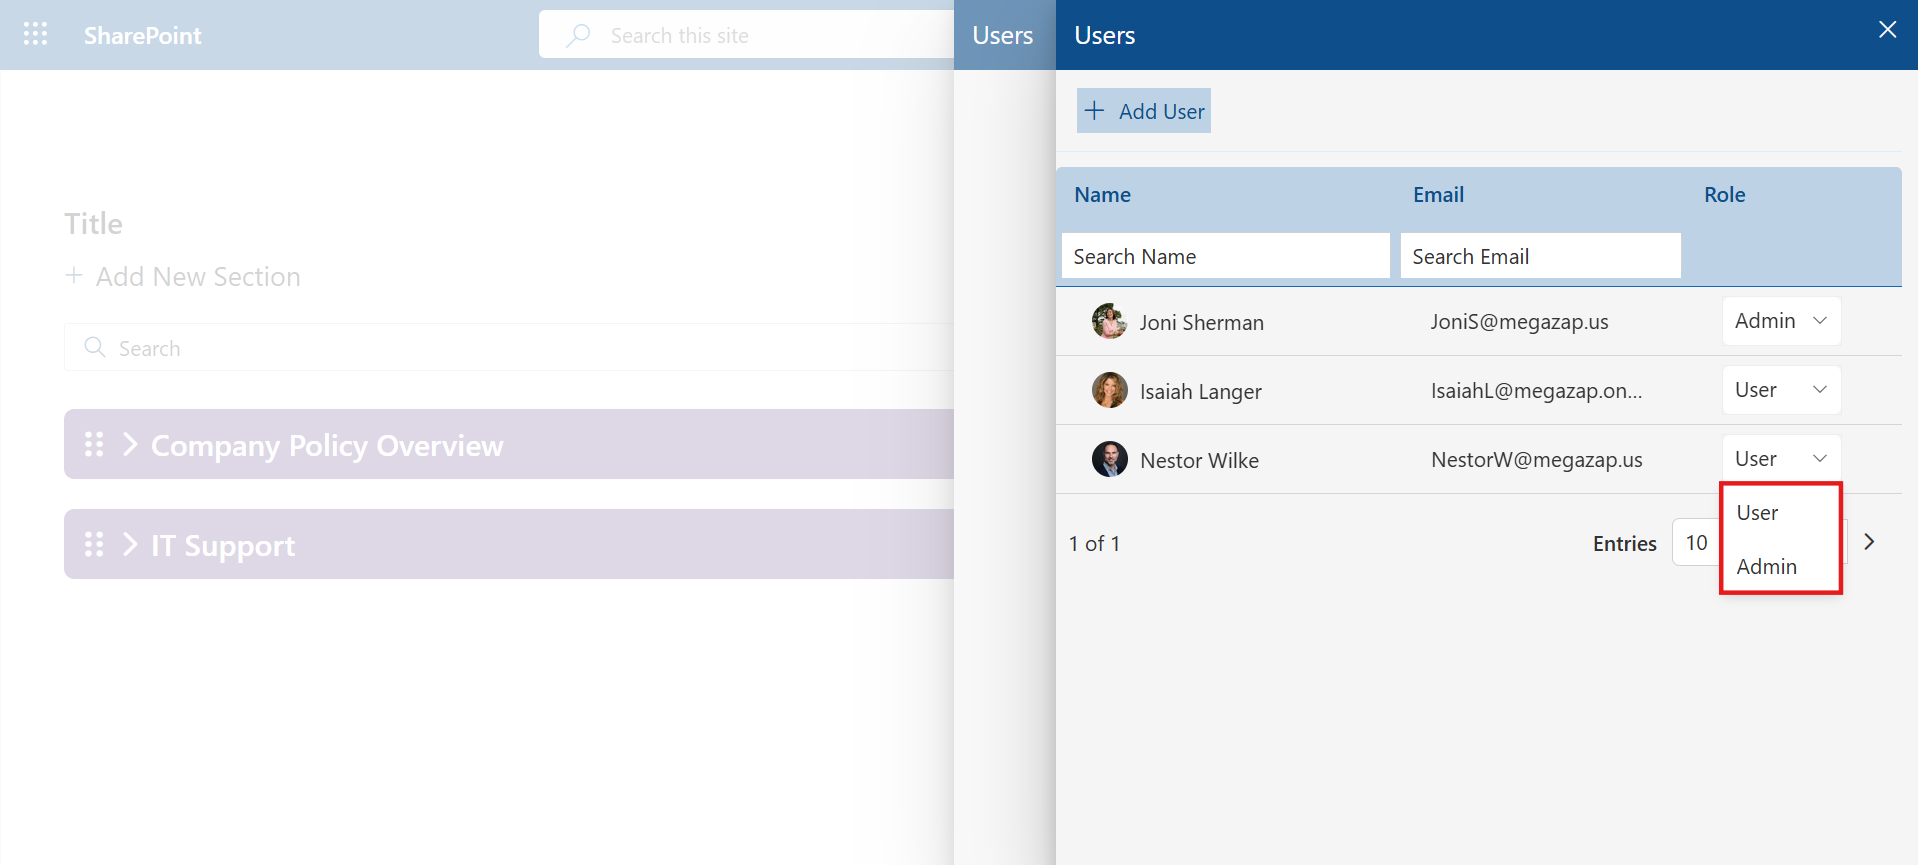 SharePoint
Search this site
Users
Users
Add User
Title
Add New Section
Search
Company Policy Overview
IT Support
Name
Email
Role
Search Name
Search Email
Joni Sherman
JoniS@megazap.us
Admin
Isaiah Langer
IsaiahL@megazap.on...
User
Nestor Wilke
NestorW@megazap.us
User
User
Admin
1 of 1
Entries
10